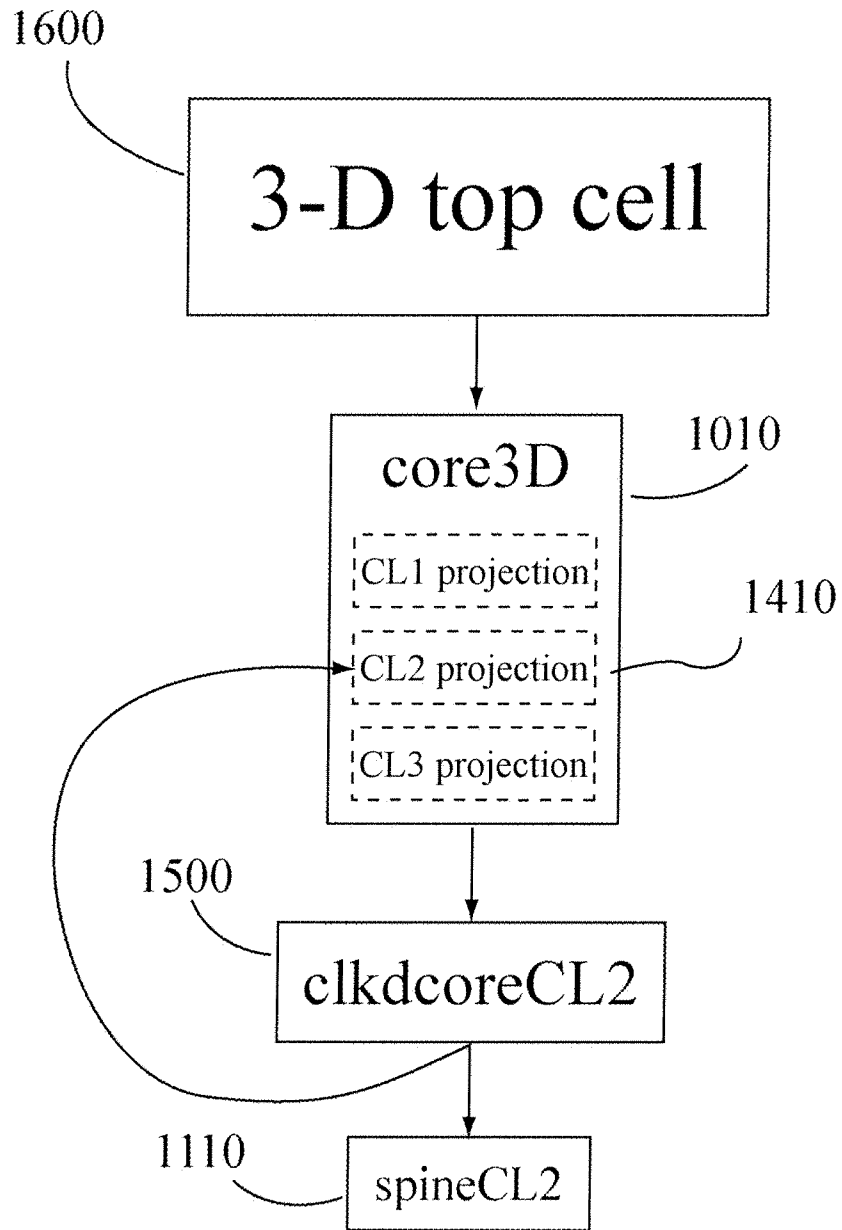 1600
3-D top cell
core3D
1010
CL1 projection
1410
CL2 projection
CL3 projection
1500
clkdcoreCL2
1110
spineCL2